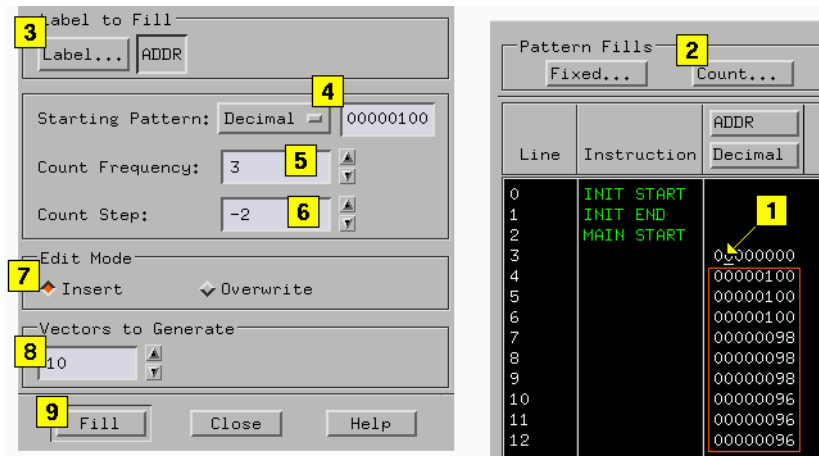 Label to Fill
3
Label... ADDR
4
Starting Pattern: Decimal 00000100
Count Frequency: 3 5
Count Step: -2 6
Edit Mode
7
Insert Overwrite
Vectors to Generate
8
10
9
Fill Close Help
Pattern Fills 2
Fixed... Count...
ADDR
Line Instruction Decimal
0 INIT START
1 INIT END 1
2 MAIN START
3 00000000
4 00000100
5 00000100
6 00000100
7 00000098
8 00000098
9 00000098
10 00000096
11 00000096
12 00000096